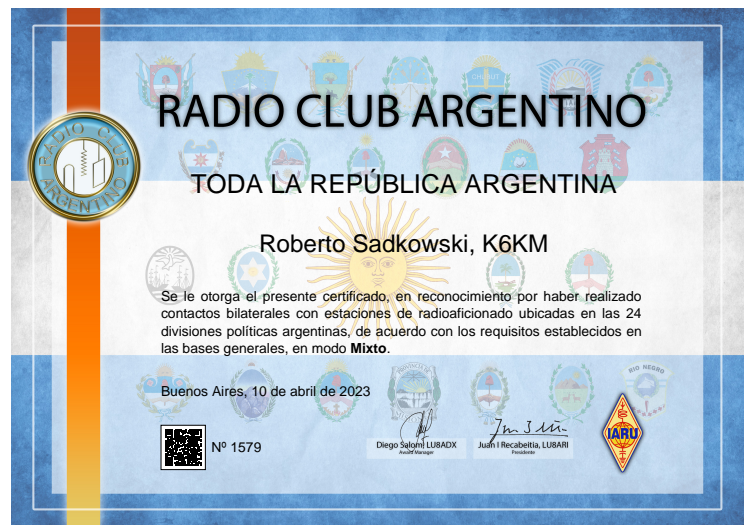 CHUBUT
RADIO CLUB ARGENTINO
RADIO CLUB
ARGENTINO
TODA LA REPÚBLICA ARGENTINA
Roberto Sadkowski, K6KM
Se le otorga el presente certificado, en reconocimiento por haber realizado
contactos bilaterales con estaciones de radioaficionado ubicadas en las 24
divisiones políticas argentinas, de acuerdo con los requisitos establecidos en
las bases generales, en modo Mixto.
PROVINCIA DE
RIO NEGRO
Buenos Aires, 10 de abril de 2023
Nº 1579
Diego Salom, LU8ADX
Award Manager
Juan I Recabeitia, LU8ARI
Presidente
IARU